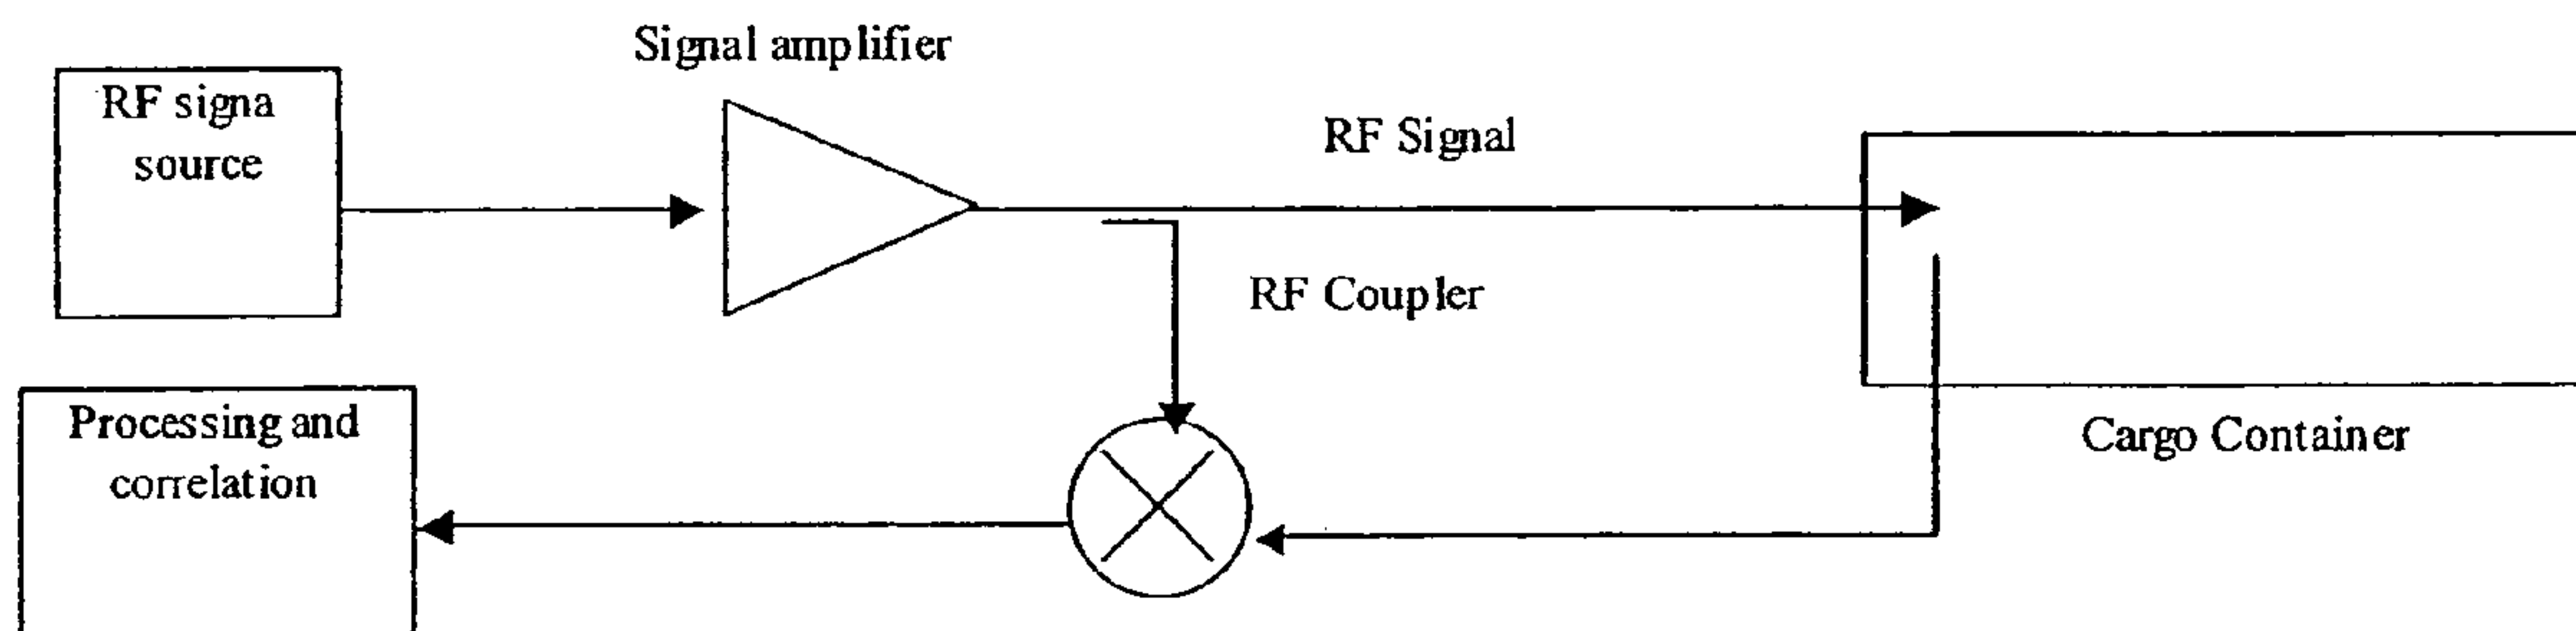 Signal amplifier
RF signa
source
RF Signal
RF Coupler
Processing and
correlation
Cargo Container